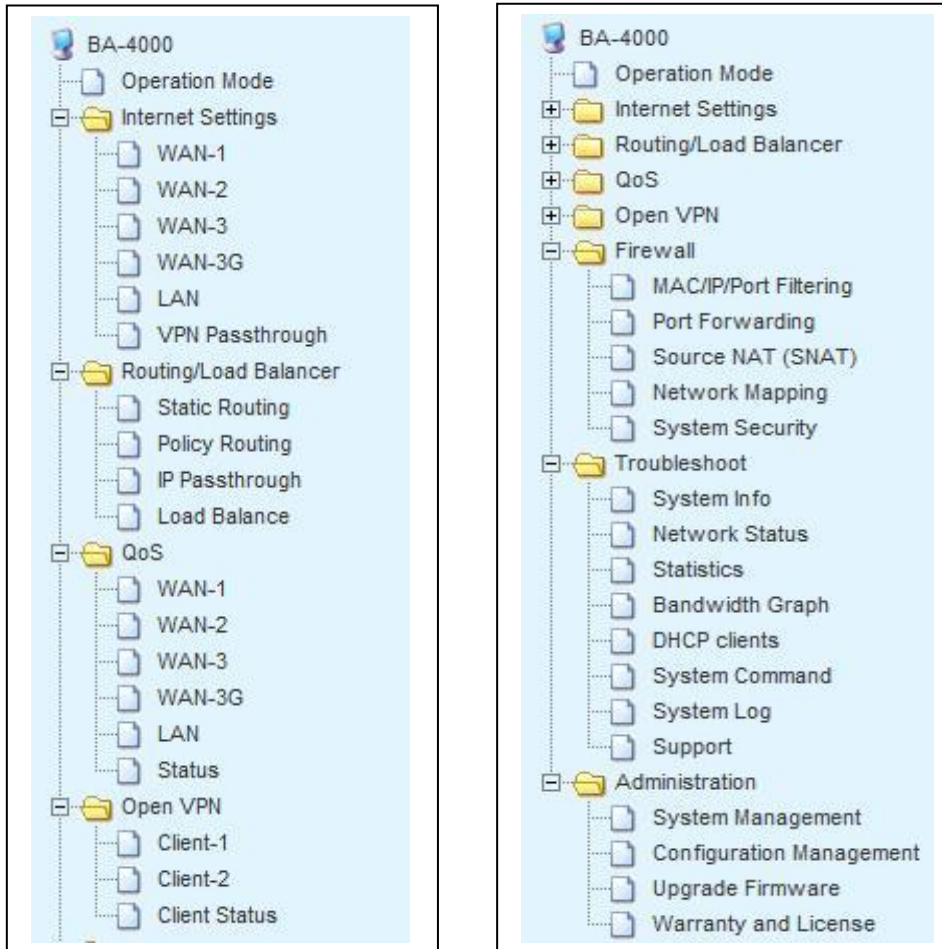 BA-4000
Operation Mode
Internet Settings
WAN-1
WAN-2
WAN-3
WAN-3G
LAN
VPN Passthrough
Routing/Load Balancer
Static Routing
Policy Routing
IP Passthrough
Load Balance
QoS
WAN-1
WAN-2
WAN-3
WAN-3G
LAN
Status
Open VPN
Client-1
Client-2
Client Status
BA-4000
Operation Mode
Internet Settings
Routing/Load Balancer
QoS
Open VPN
Firewall
MAC/IP/Port Filtering
Port Forwarding
Source NAT (SNAT)
Network Mapping
System Security
Troubleshoot
System Info
Network Status
Statistics
Bandwidth Graph
DHCP clients
System Command
System Log
Support
Administration
System Management
Configuration Management
Upgrade Firmware
Warranty and License